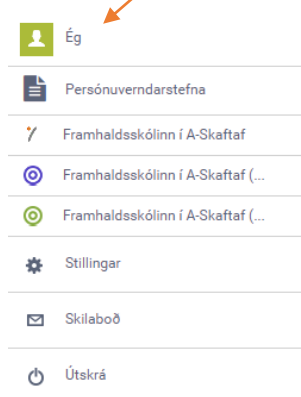 Ég
Persónuverndarstefna
Framhaldsskólinn í A-Skaftaf
Framhaldsskólinn í A-Skaftaf (...
Framhaldsskólinn í A-Skaftaf (...
Stillingar
Skilaboð
Útskrá